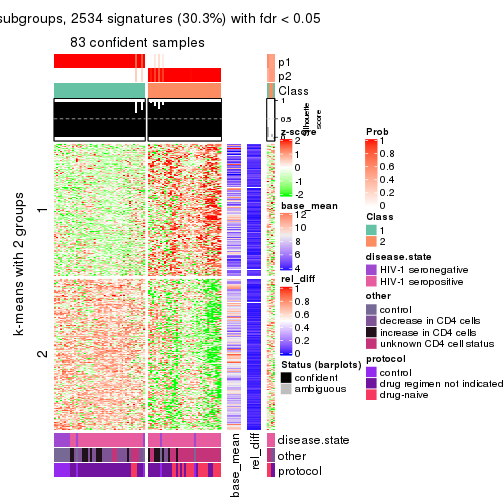 subgroups, 2534 signatures (30.3%) with fdr < 0.05
83 confident samples
p1
p2
Class
1
0.5
0
silhouette
score
k-means with 2 groups
1
2
base_mean
rel_diff
disease.state
other
protocol
z-score
2
1
0
-1
-2
base_mean
12
10
8
6
4
rel_diff
1
0.8
0.6
0.4
0.2
0
Status (barplots)
confident
ambiguous
Prob
1
0.8
0.6
0.4
0.2
0
Class
1
2
disease.state
HIV-1 seronegative
HIV-1 seropositive
other
control
decrease in CD4 cells
increase in CD4 cells
unknown CD4 cell status
protocol
control
drug regimen not indicated
drug-naive